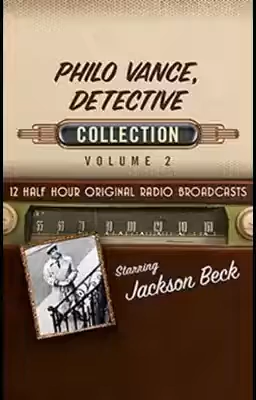 PHILO VANCE,
DETECTIVE
COLLECTION
VOLUME 2
12 HALF HOUR ORIGINAL RADIO BROADCASTS
Starring
Jackson Beck